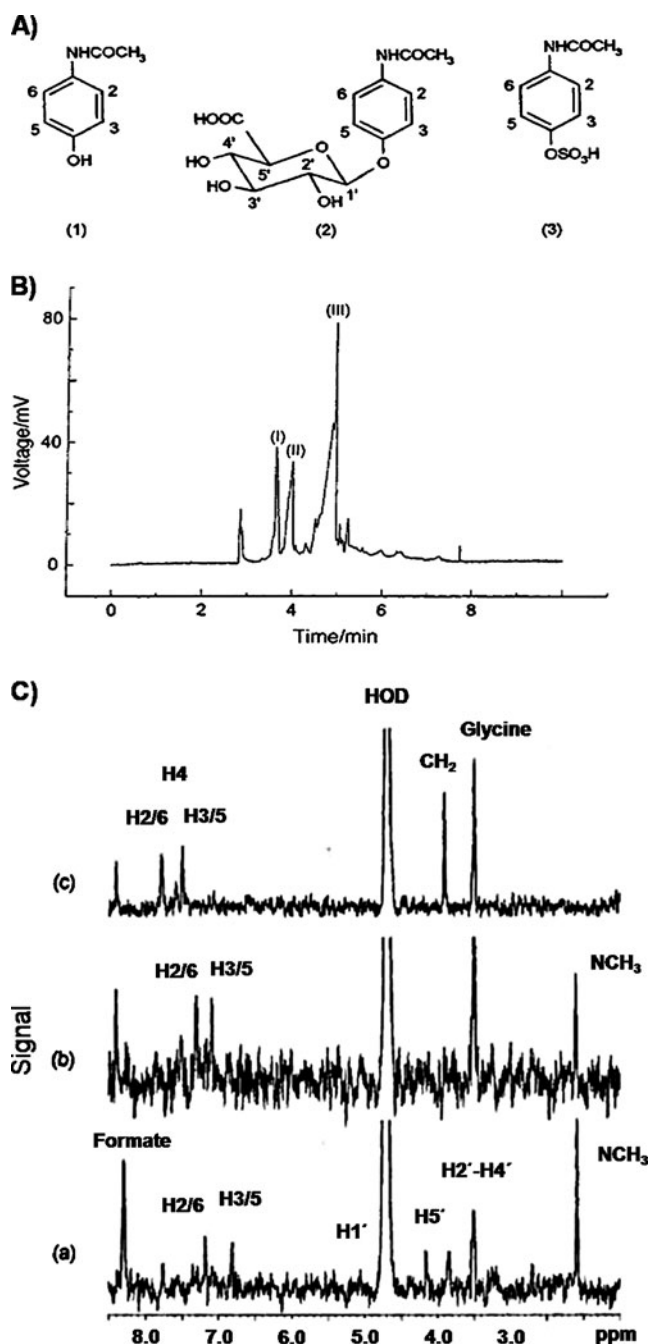 A)
NHCOCH3
6 2
5 3
OH
(1)
NHCOCH3
6 2
5 3
HOOC
4'
HO
HO
3'
5'
O
2'
OH
1'
O
(2)
NHCOCH3
6 2
5 3
OSO3H
(3)
B)
Voltage/mV
80
40
0
(I)
(II)
(III)
0 2 4 6 8
Time/min
C)
HOD
Glycine
CH2
H4
H2/6 H3/5
(c)
H2/6 H3/5
NCH3
(b)
Signal
Formate
H2/6 H3/5
H1´
H5´
H2´-H4´
NCH3
(a)
8.0 7.0 6.0 5.0 4.0 3.0 ppm